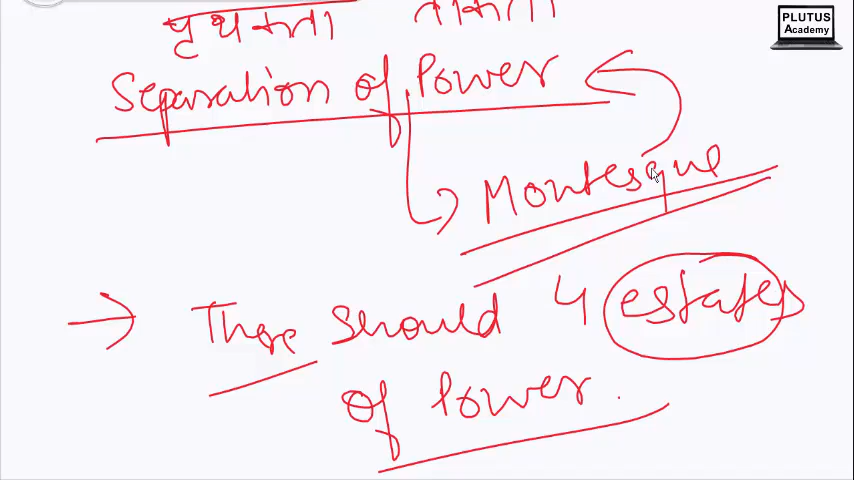 PLUTUS
Academy
Separation of Power
Montesque
There should 4 estates
of Power.